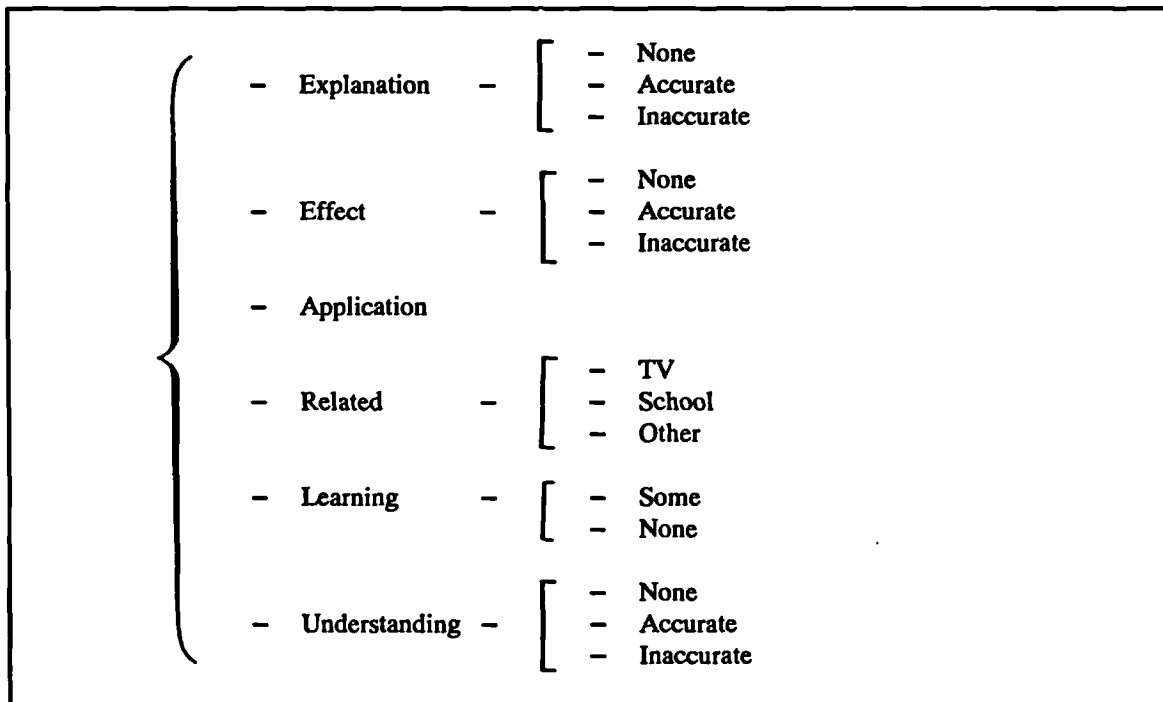 – None
– Explanation – – Accurate
– Inaccurate
– None
– Effect – – Accurate
– Inaccurate
– Application
– TV
– Related – – School
– Other
– Learning – – Some
– None
– None
– Understanding – – Accurate
– Inaccurate